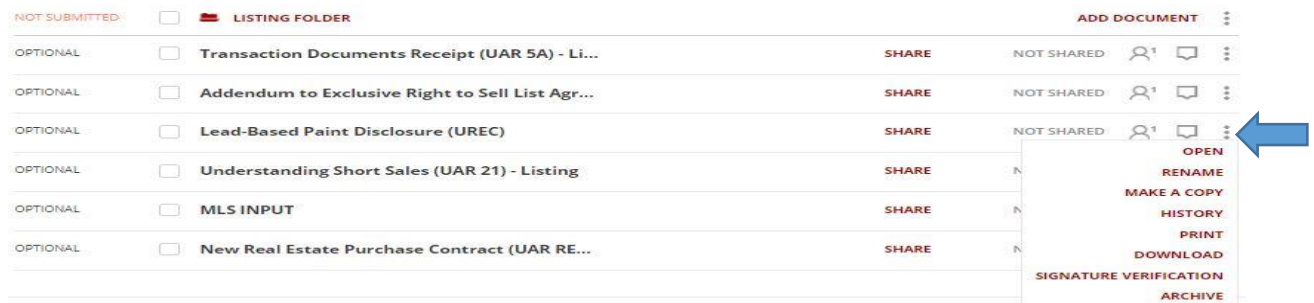 NOT SUBMITTED LISTING FOLDER ADD DOCUMENT
OPTIONAL Transaction Documents Receipt (UAR 5A) - Li... SHARE NOT SHARED 1
OPTIONAL Addendum to Exclusive Right to Sell List Agr... SHARE NOT SHARED 1
OPTIONAL Lead-Based Paint Disclosure (UREC) SHARE NOT SHARED 1
OPEN
OPTIONAL Understanding Short Sales (UAR 21) - Listing SHARE N
RENAME
MAKE A COPY
OPTIONAL MLS INPUT SHARE N
HISTORY
PRINT
OPTIONAL New Real Estate Purchase Contract (UAR RE... SHARE N
DOWNLOAD
SIGNATURE VERIFICATION
ARCHIVE